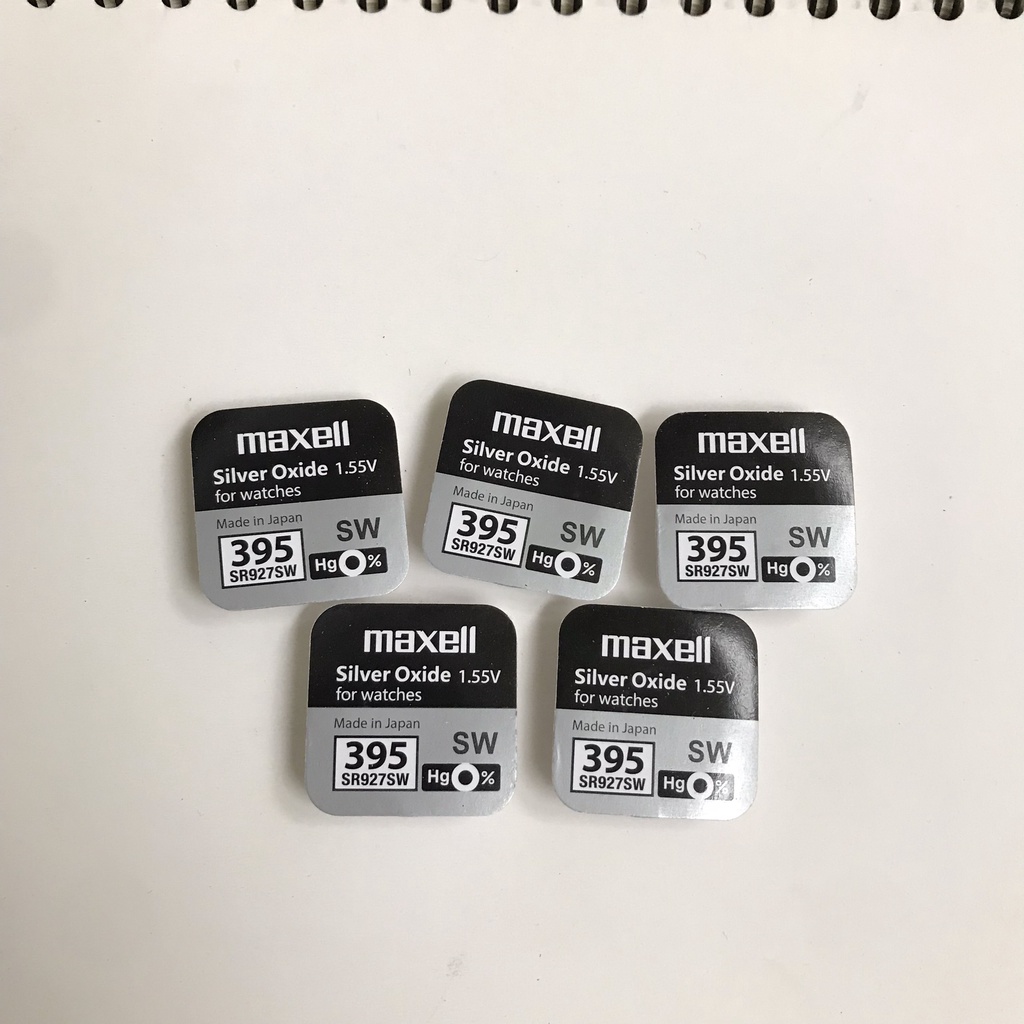 maxell
Silver Oxide 1.55V
for watches
Made in Japan
SW
395
SR927SW
Hg0%
maxell
Silver Oxide 1.55V
for watches
Made in Japan
SW
395
SR927SW
Hg0%
maxell
Silver Oxide 1.55V
for watches
Made in Japan
SW
395
SR927SW
Hg0%
maxell
Silver Oxide 1.55V
for watches
Made in Japan
SW
395
SR927SW
Hg0%
maxell
Silver Oxide 1.55V
for watches
Made in Japan
SW
395
SR927SW
Hg0%